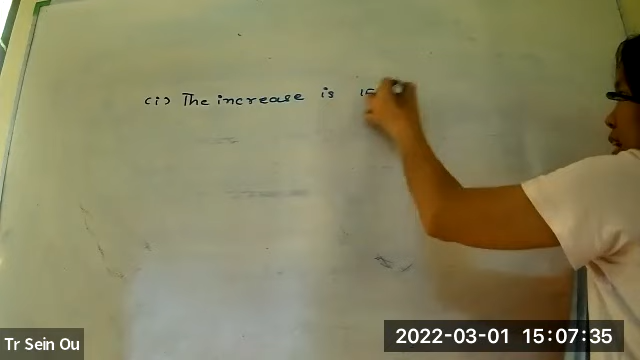 (i) The increase is
Tr Sein Ou
2022-03-01 15:07:35